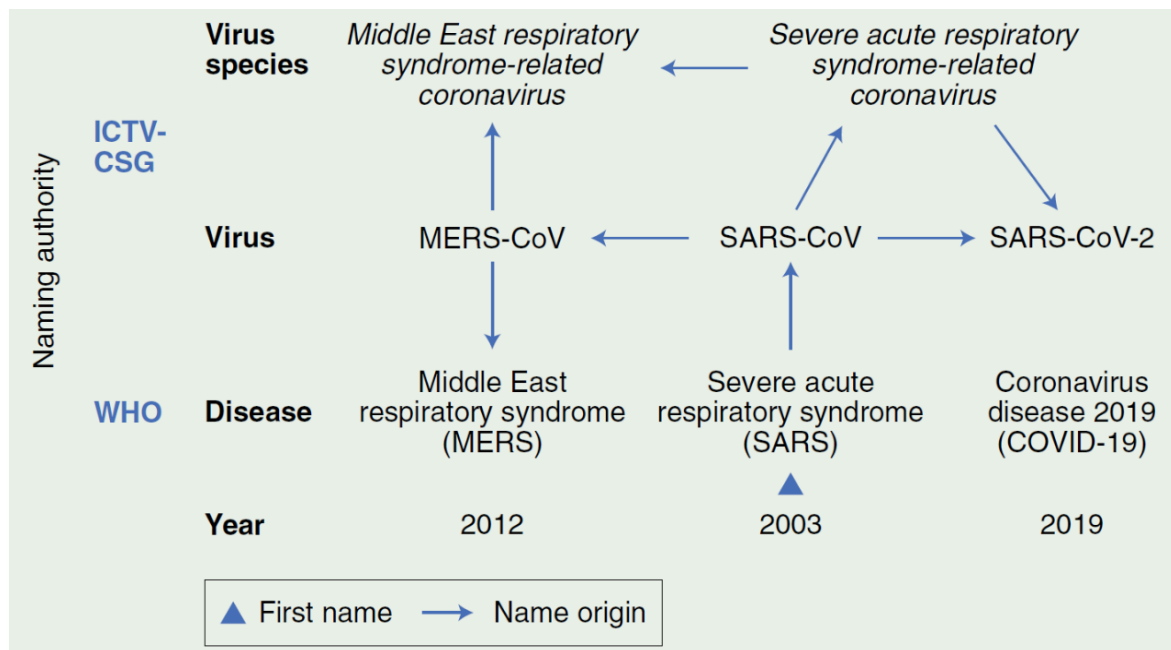 Virus species
Middle East respiratory syndrome-related coronavirus
Severe acute respiratory syndrome-related coronavirus
Naming authority
ICTV-CSG
Virus
MERS-CoV
SARS-CoV
SARS-CoV-2
WHO
Disease
Middle East respiratory syndrome (MERS)
Severe acute respiratory syndrome (SARS)
Coronavirus disease 2019 (COVID-19)
Year
2012
2003
2019
First name
Name origin